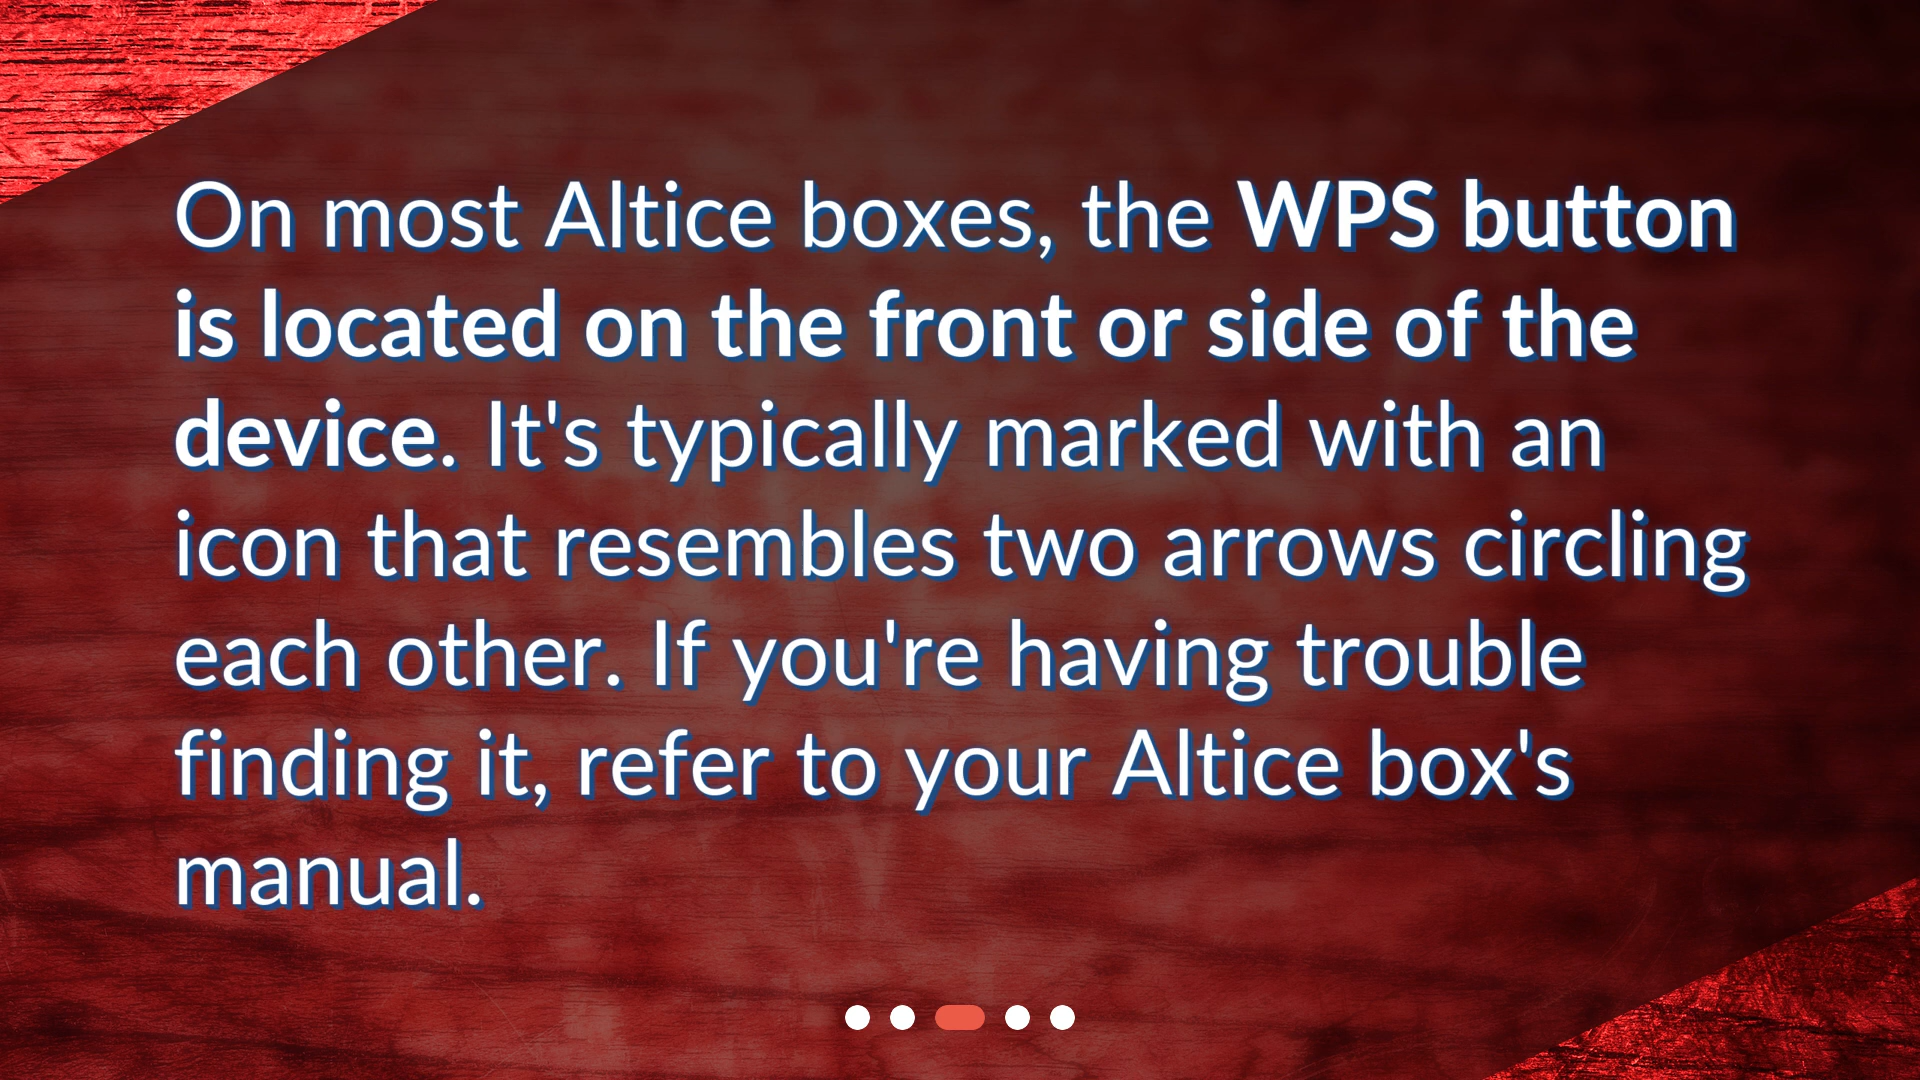 On most Altice boxes, the WPS button
is located on the front or side of the
device. It's typically marked with an
icon that resembles two arrows circling
each other. If you're having trouble
finding it, refer to your Altice box's
manual.